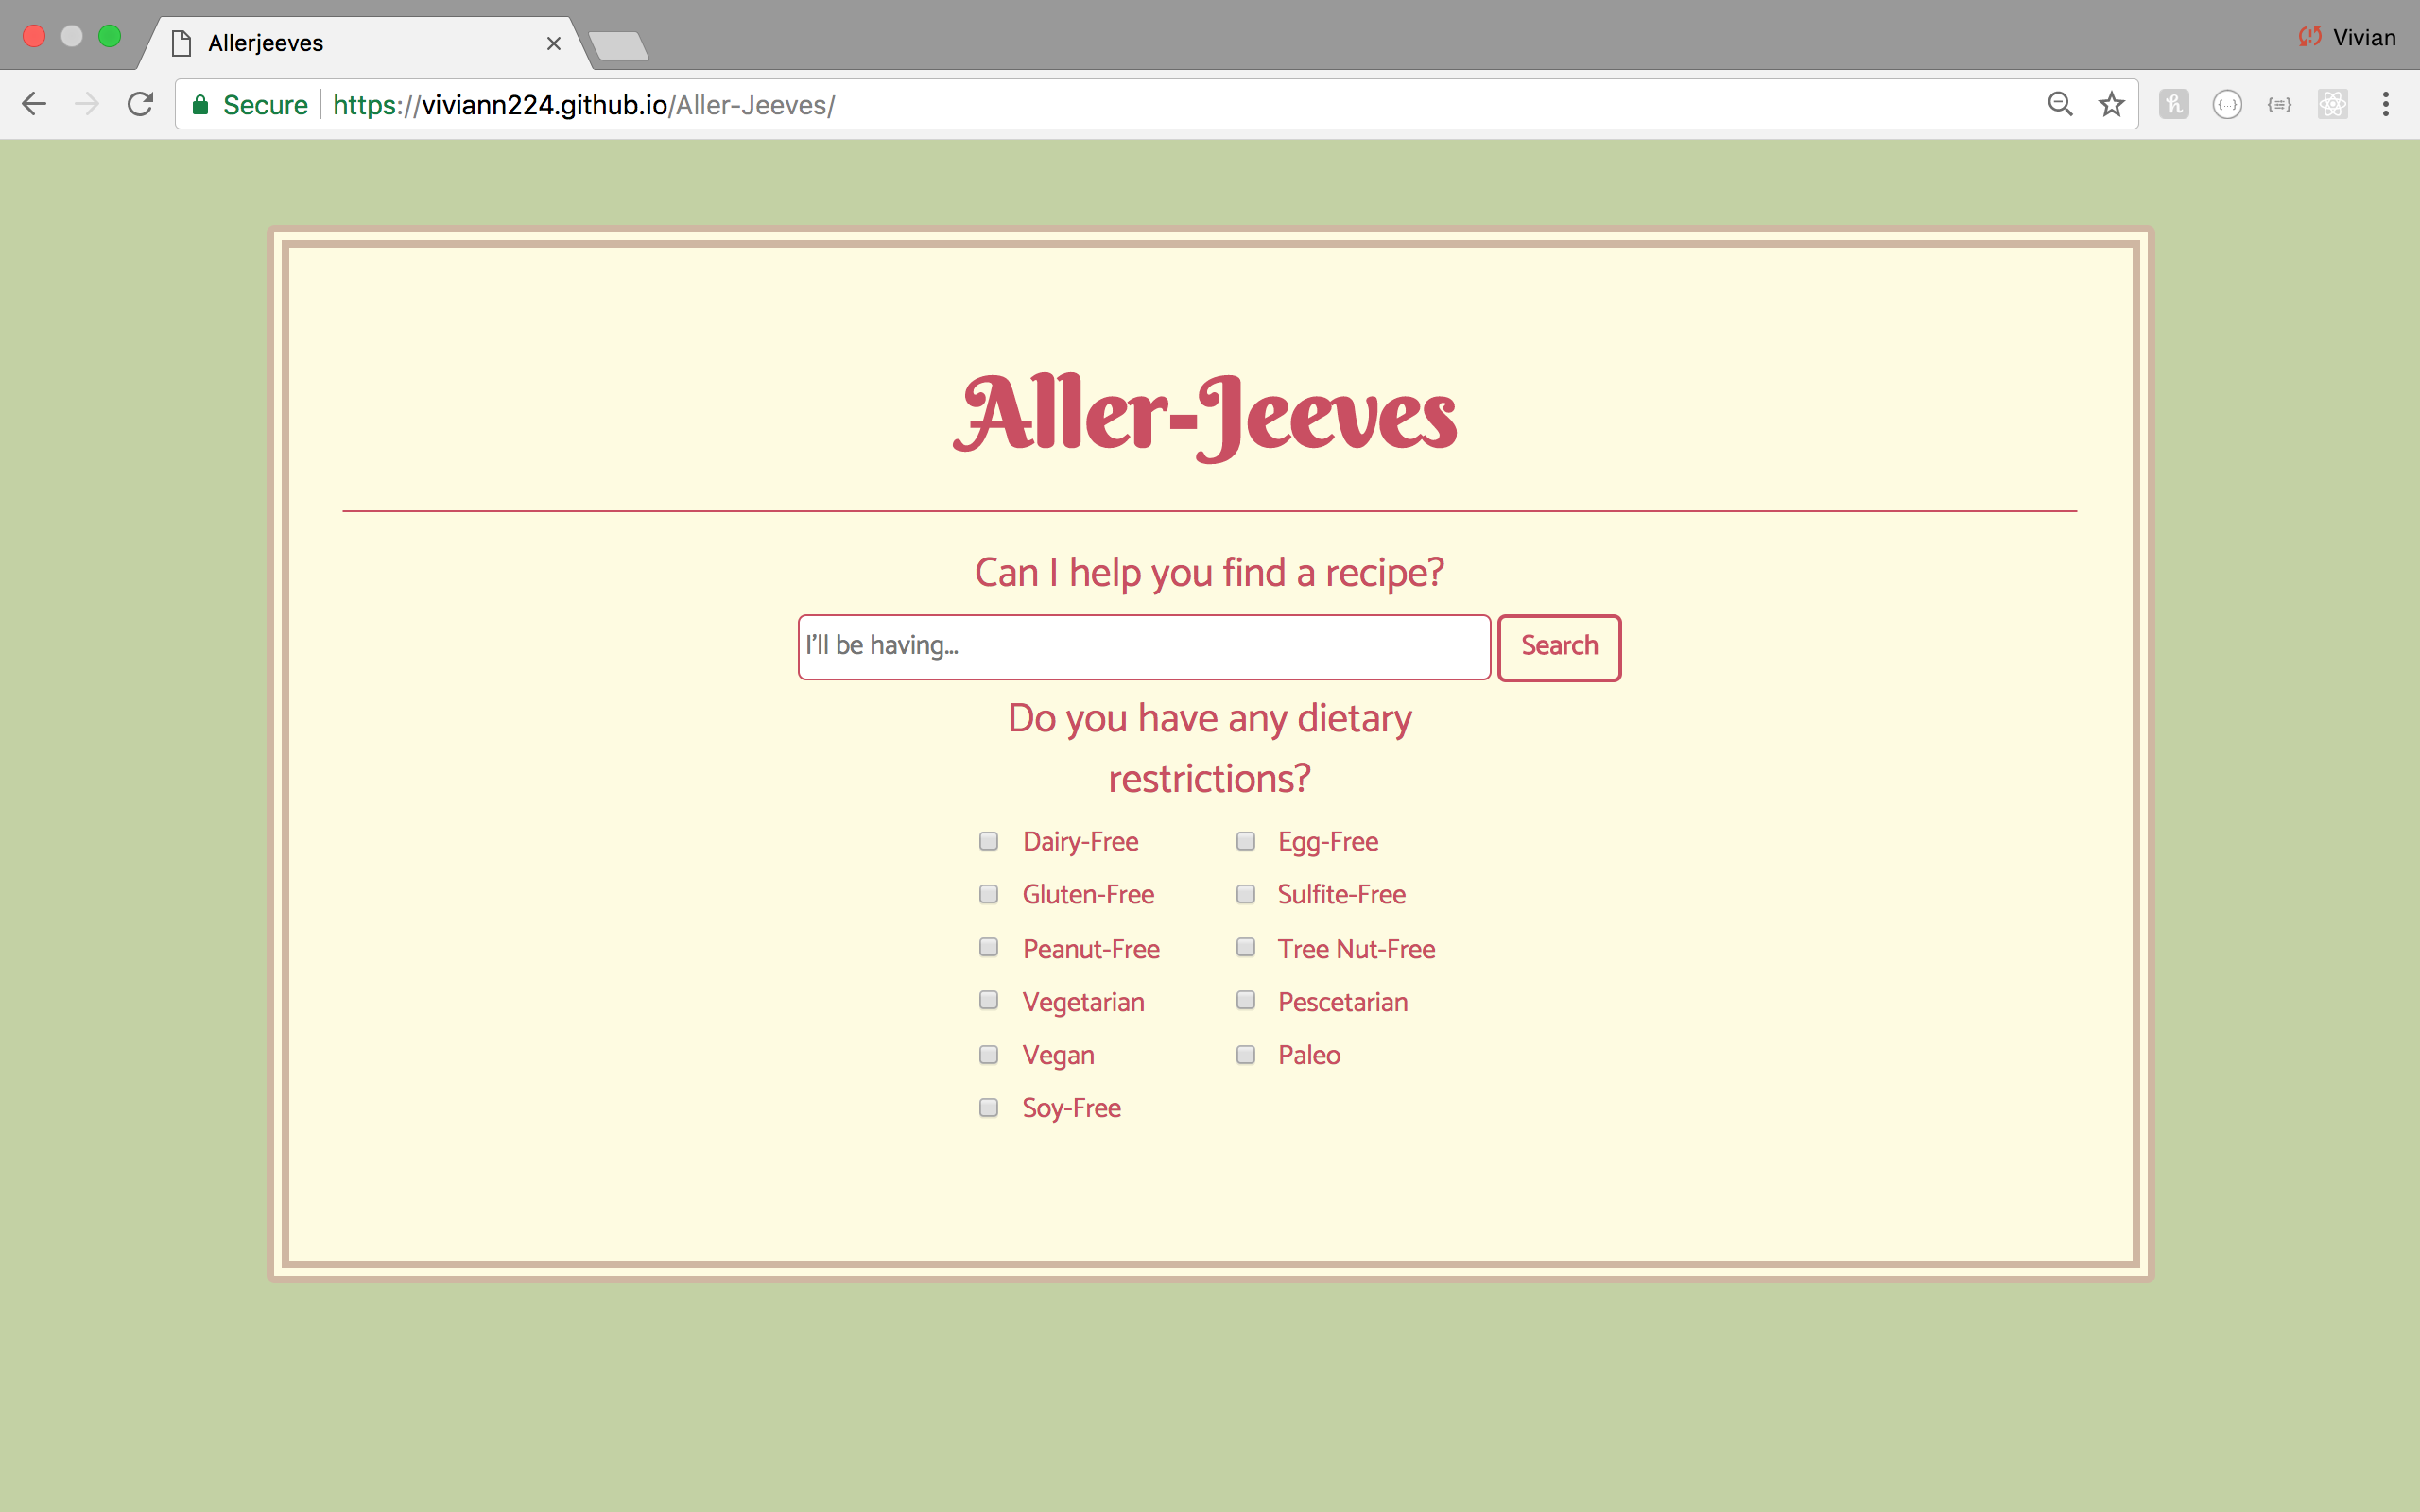 Allerjeeves
Vivian
Secure https://viviann224.github.io/Aller-Jeeves/
Aller-Jeeves
Can I help you find a recipe?
I'll be having...
Search
Do you have any dietary
restrictions?
Dairy-Free
Egg-Free
Gluten-Free
Sulfite-Free
Peanut-Free
Tree Nut-Free
Vegetarian
Pescetarian
Vegan
Paleo
Soy-Free